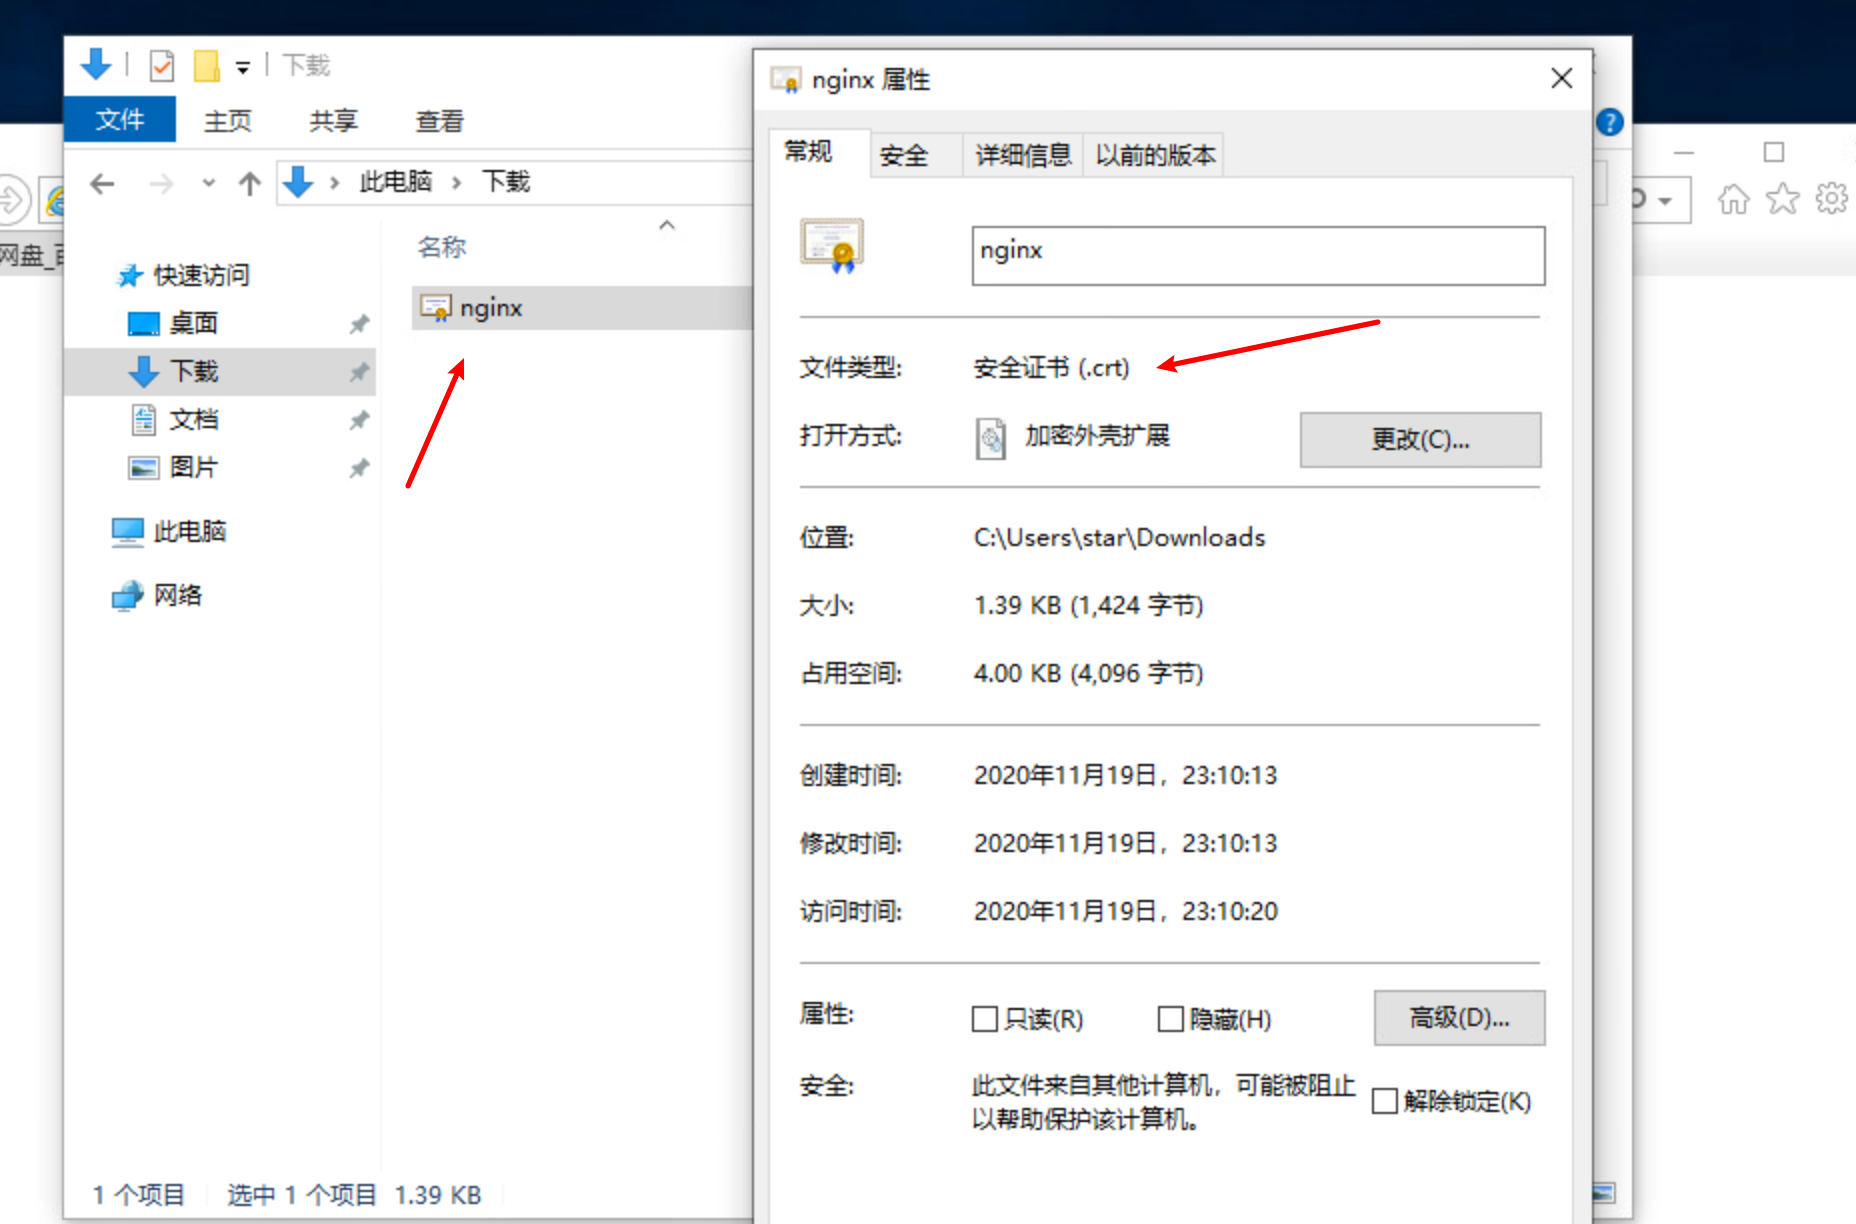 下载
文件 主页 共享 查看
此电脑 下载
网盘_
快速访问
桌面
下载
文档
图片
此电脑
网络
名称
nginx
1 个项目 选中 1 个项目 1.39 KB
nginx 属性
常规 安全 详细信息 以前的版本
nginx
文件类型: 安全证书 (.crt)
打开方式: 加密外壳扩展 更改(C)...
位置: C:\Users\star\Downloads
大小: 1.39 KB (1,424 字节)
占用空间: 4.00 KB (4,096 字节)
创建时间: 2020年11月19日，23:10:13
修改时间: 2020年11月19日，23:10:13
访问时间: 2020年11月19日，23:10:20
属性: 只读(R) 隐藏(H) 高级(D)...
安全: 此文件来自其他计算机，可能被阻止
以帮助保护该计算机。 解除锁定(K)